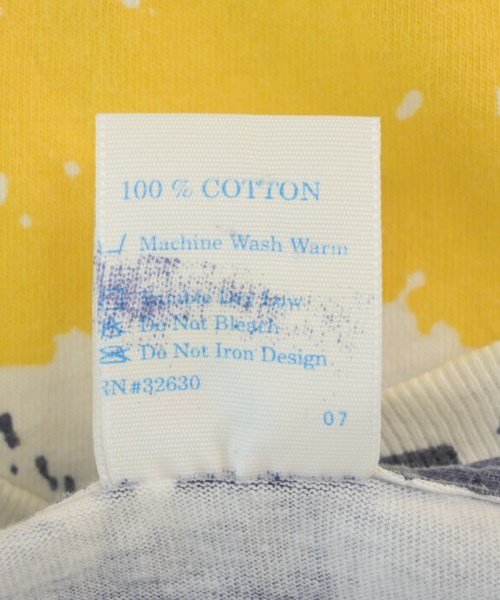 100 % COTTON
Machine Wash Warm
Tumble Dry Low
Do Not Bleach
Do Not Iron Design
RN#32630
07